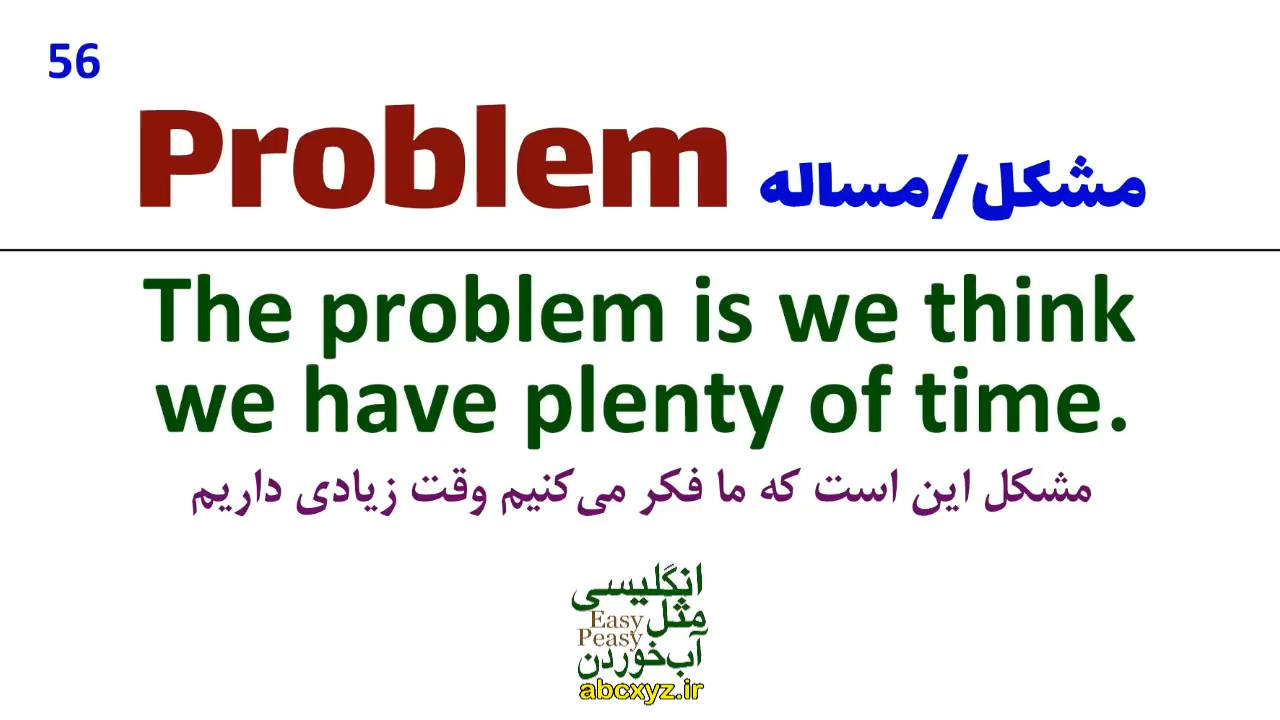 56
Problem مشکل/مساله
The problem is we think
we have plenty of time.
مشکل این است که ما فکر می‌کنیم وقت زیادی داریم
انگلیسی
مثل
Easy
Peasy
آب‌خوردن
abcxyz.ir